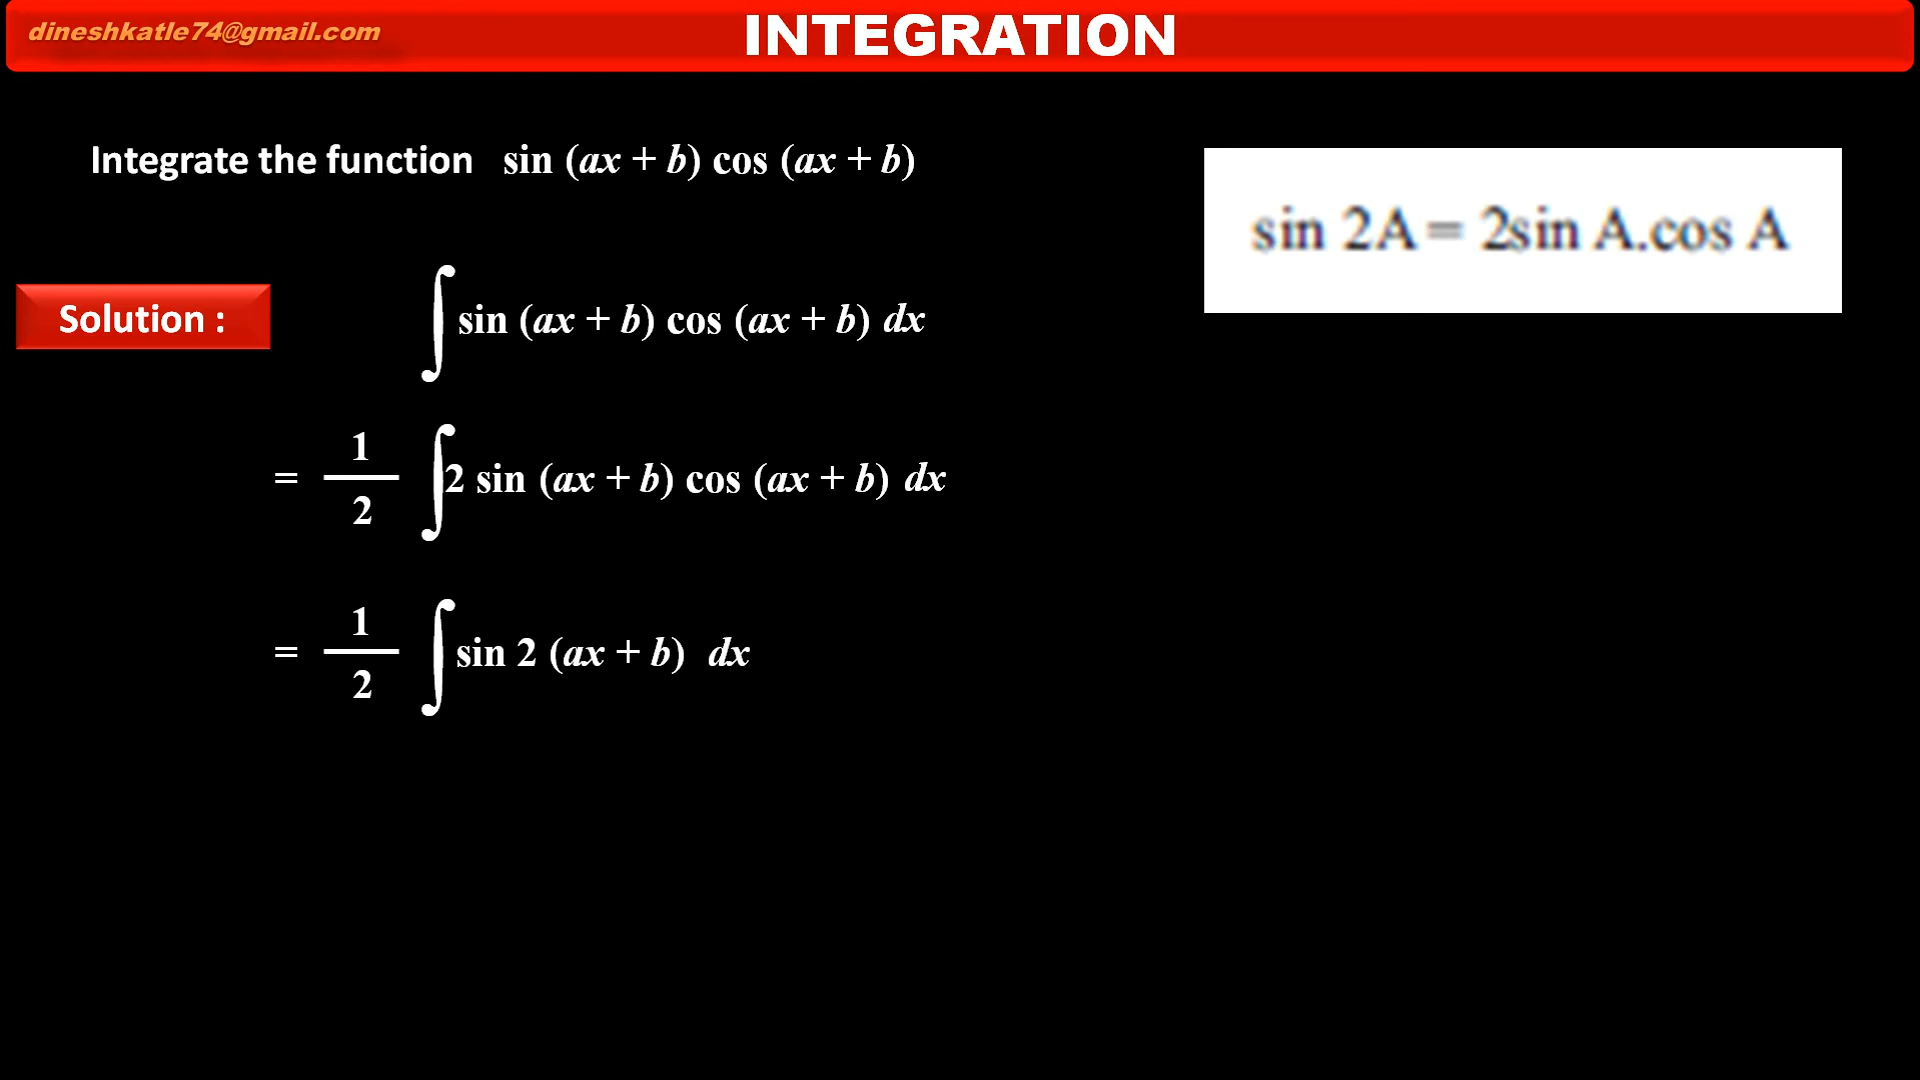 dineshkatle74@gmail.com
INTEGRATION
Integrate the function sin (ax + b) cos (ax + b)
sin 2A = 2sin A.cos A
Solution :
∫ sin (ax + b) cos (ax + b) dx
= 1/2 ∫ 2 sin (ax + b) cos (ax + b) dx
= 1/2 ∫ sin 2 (ax + b) dx